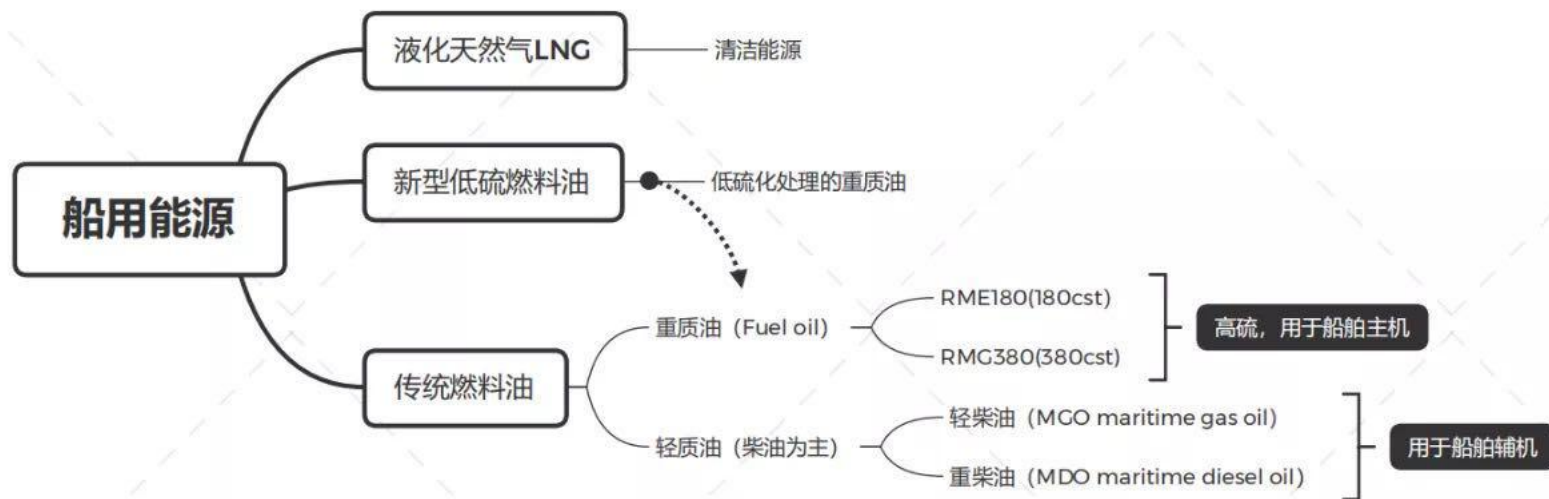 液化天然气LNG
清洁能源
新型低硫燃料油
低硫化处理的重质油
船用能源
重质油（Fuel oil）
RME180(180cst)
RMG380(380cst)
高硫，用于船舶主机
传统燃料油
轻质油（柴油为主）
轻柴油（MGO maritime gas oil）
重柴油（MDO maritime diesel oil）
用于船舶辅机